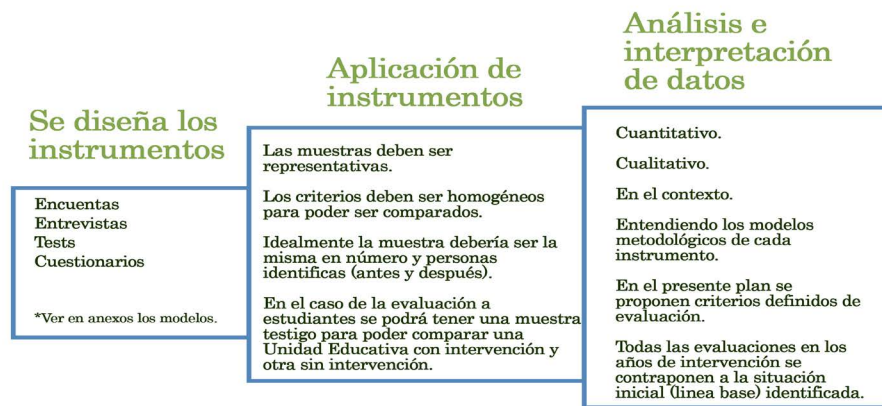 Se diseña los
instrumentos
Encuentas
Entrevistas
Tests
Cuestionarios
*Ver en anexos los modelos.
Aplicación de
instrumentos
Las muestras deben ser
representativas.
Los criterios deben ser homogéneos
para poder ser comparados.
Idealmente la muestra debería ser la
misma en número y personas
identificas (antes y después).
En el caso de la evaluación a
estudiantes se podrá tener una muestra
testigo para poder comparar una
Unidad Educativa con intervención y
otra sin intervención.
Análisis e
interpretación
de datos
Cuantitativo.
Cualitativo.
En el contexto.
Entendiendo los modelos
metodológicos de cada
instrumento.
En el presente plan se
proponen criterios definidos de
evaluación.
Todas las evaluaciones en los
años de intervención se
contraponen a la situación
inicial (linea base) identificada.